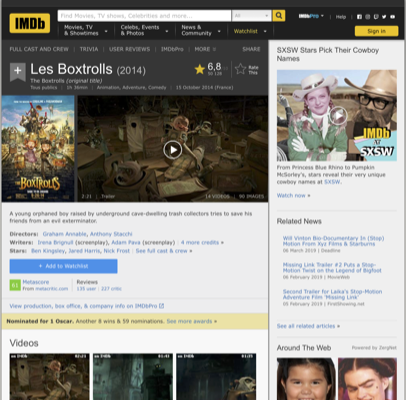 IMDb
Find Movies, TV shows, Celebrities and more...
All
IMDbPro
Help
Movies, TV & Showtimes
Celebs, Events & Photos
News & Community
Watchlist
Sign in
FULL CAST AND CREW | TRIVIA | USER REVIEWS | IMDbPro | MORE
SHARE
Les Boxtrolls (2014)
The Boxtrolls (original title)
Tous publics | 1h 36min | Animation, Adventure, Comedy | 15 October 2014 (France)
6,8
Rate This
THE BOXTROLLS
2:21 | Trailer
14 VIDEOS | 90 IMAGES
A young orphaned boy raised by underground cave-dwelling trash collectors tries to save his
friends from an evil exterminator.
Directors: Graham Annable, Anthony Stacchi
Writers: Irena Brignull (screenplay), Adam Pava (screenplay) | 4 more credits »
Stars: Ben Kingsley, Jared Harris, Nick Frost | See full cast & crew »
+ Add to Watchlist
61
Metascore
From metacritic.com
Reviews
135 user | 227 critic
View production, box office, & company info on IMDbPro
Nominated for 1 Oscar. Another 8 wins & 59 nominations. See more awards »
Videos
SXSW Stars Pick Their Cowboy
Names
IMDb
at
SXSW
From Princess Blue Rhino to Pumpkin
McSorley's, stars reveal their very
unique cowboy names at SXSW.
Watch now »
Related News
Will Vinton Bio-Documentary In (Stop)
Motion From Xyz Films & Starburns
06 March 2019 | Deadline
Missing Link Trailer #2 Puts a Stop-
Motion Twist on the Legend of Bigfoot
06 February 2019 | MovieWeb
Second Trailer for Laika's Stop-Motion
Adventure Film 'Missing Link'
05 February 2019 | FirstShowing.net
See all related articles »
Around The Web
Powered by ZergNet